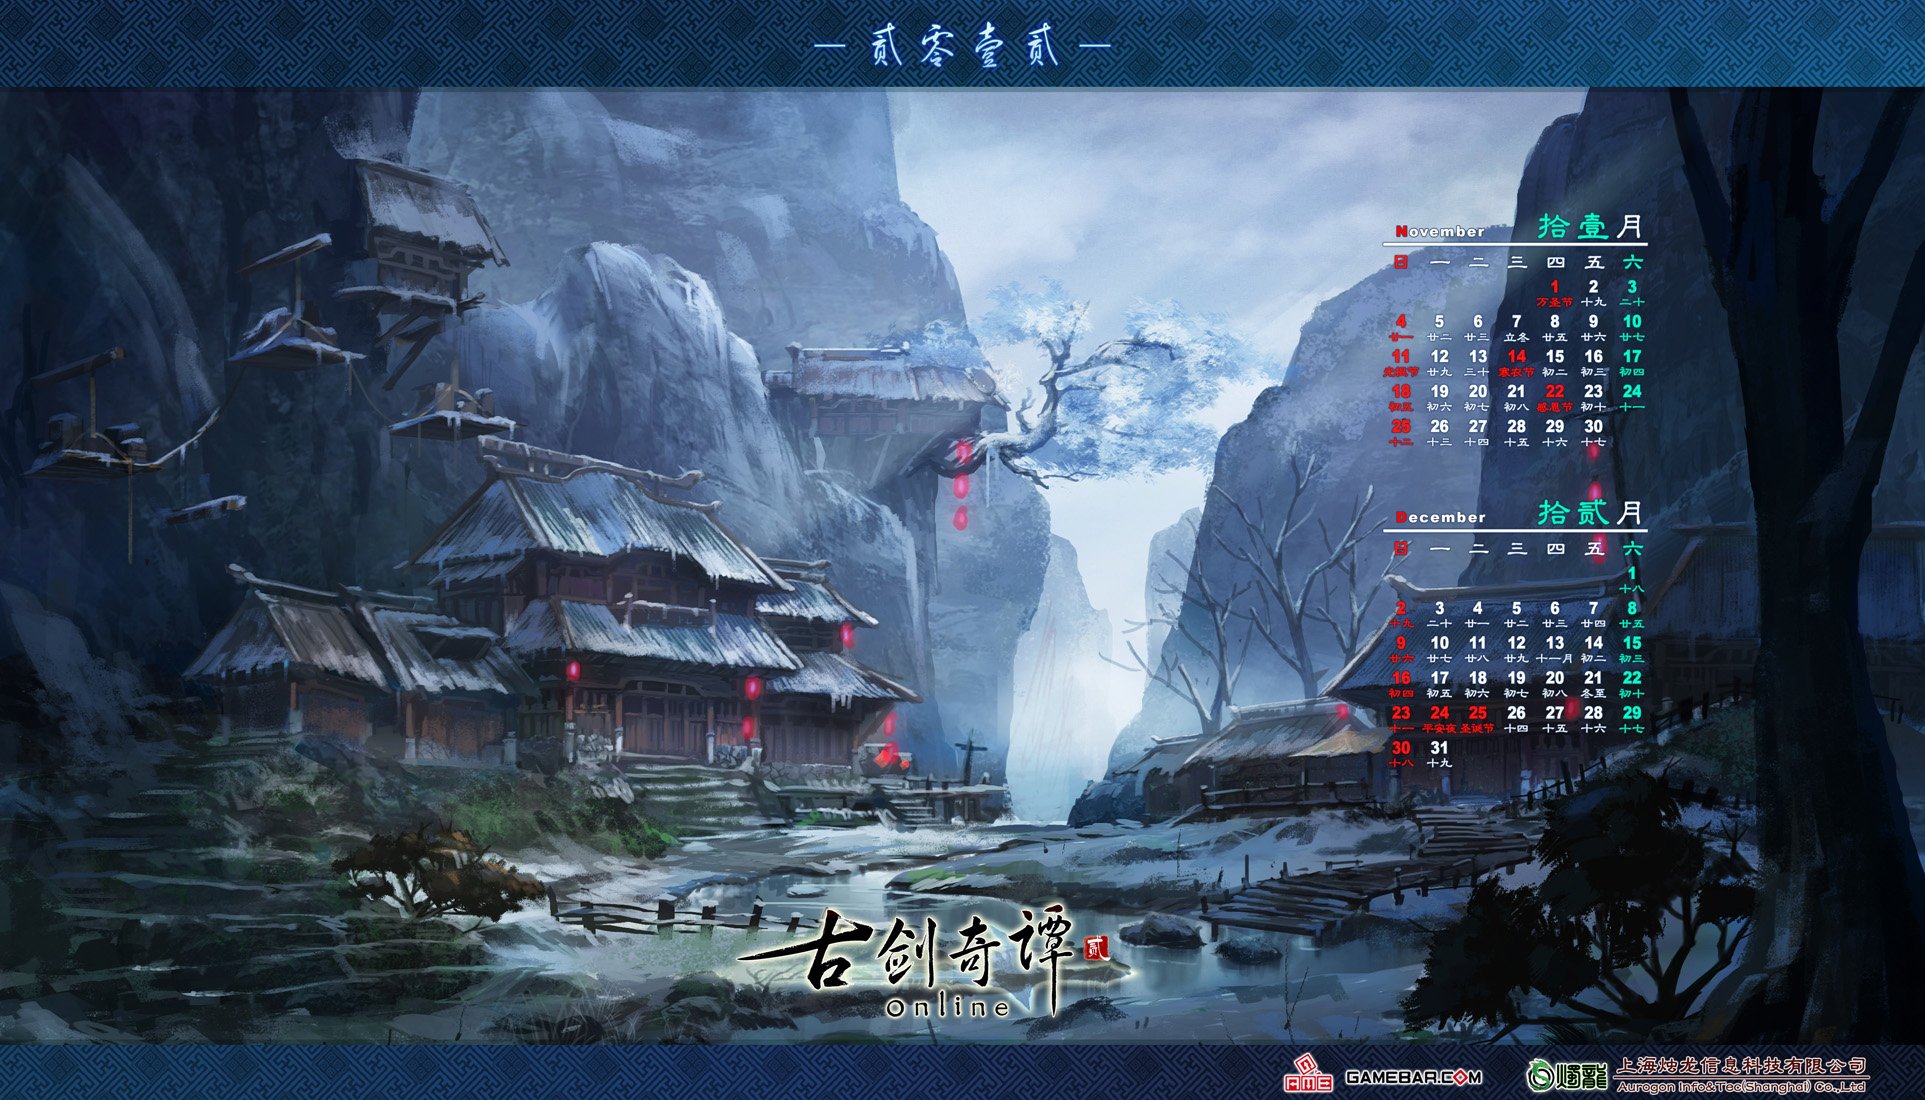 — 贰零壹贰 —
November 拾壹月
日 一 二 三 四 五 六
1 2 3
万圣节 十九 二十
4 5 6 7 8 9 10
廿一 廿二 廿三 立冬 廿五 廿六 廿七
11 12 13 14 15 16 17
光棍节 廿九 三十 寒衣节 初二 初三 初四
18 19 20 21 22 23 24
初五 初六 初七 初八 感恩节 初十 十一
25 26 27 28 29 30
十二 十三 十四 十五 十六 十七
December 拾贰月
日 一 二 三 四 五 六
1
十八
2 3 4 5 6 7 8
十九 二十 廿一 廿二 廿三 廿四 廿五
9 10 11 12 13 14 15
廿六 廿七 廿八 廿九 十一月 初二 初三
16 17 18 19 20 21 22
初四 初五 初六 初七 初八 冬至 初十
23 24 25 26 27 28 29
十一 平安夜 圣诞节 十四 十五 十六 十七
30 31
十八 十九
古剑奇谭 贰
online
GAME GAMEBAR.COM
烛龍 上海烛龙信息科技有限公司
Aurogon Info&Tec(Shanghai) Co.,Ltd